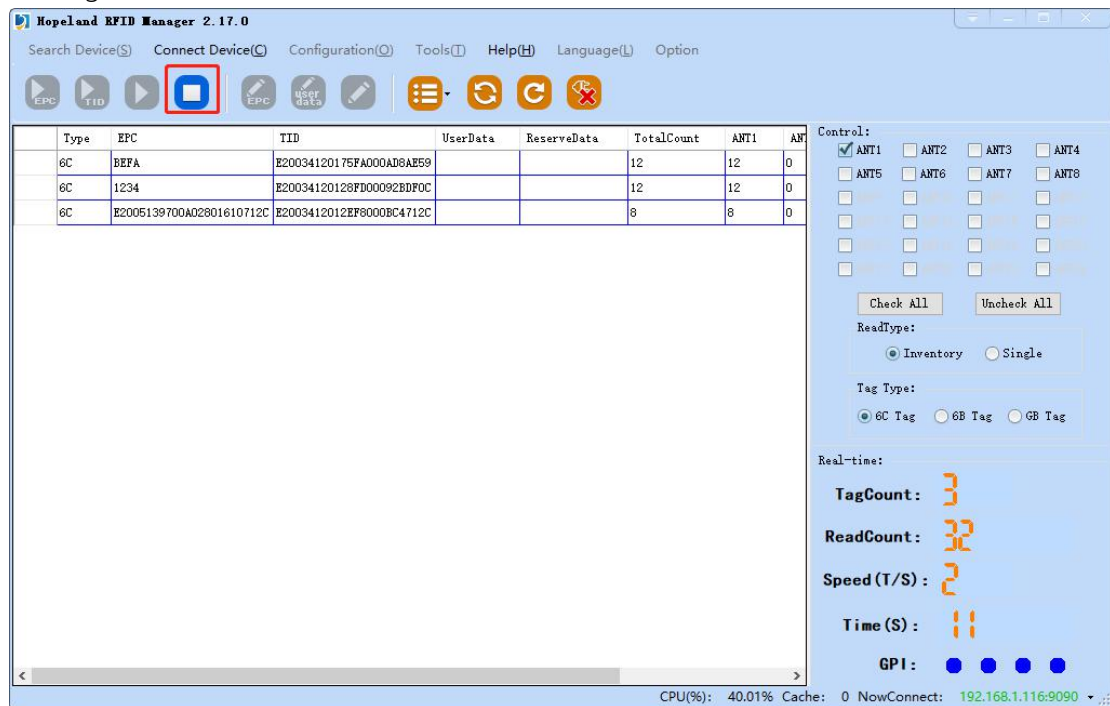 Hopeland RFID Manager 2.17.0
Search Device(S) Connect Device(C) Configuration(O) Tools(T) Help(H) Language(L) Option
EPC TID EPC user data
Type EPC TID UserData ReserveData TotalCount ANT1 ANT
6C BEFA E20034120175FA000AD8AE59 12 12 0
6C 1234 E20034120128FD00092BDF0C 12 12 0
6C E2005139700A02801610712C E2003412012EF8000BC4712C 8 8 0
Control:
ANT1 ANT2 ANT3 ANT4
ANT5 ANT6 ANT7 ANT8
Check All Uncheck All
ReadType:
Inventory Single
Tag Type:
6C Tag 6B Tag GB Tag
Real-time:
TagCount: 3
ReadCount: 32
Speed(T/S): 2
Time(S): 11
GPI:
CPU(%): 40.01% Cache: 0 NowConnect: 192.168.1.116:9090